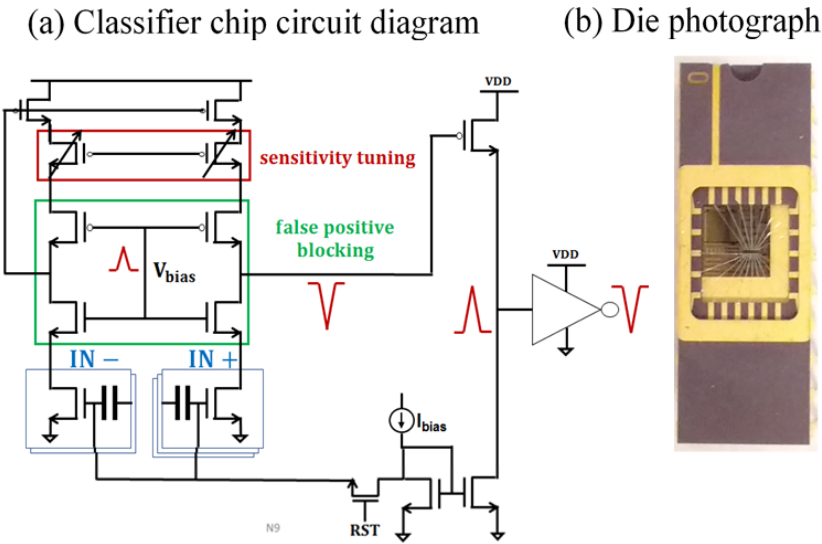 (a) Classifier chip circuit diagram
(b) Die photograph
VDD
sensitivity tuning
false positive
blocking
Vbias
VDD
IN −
IN +
Ibias
N9
RST